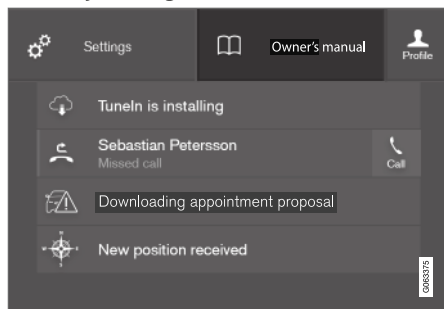 Settings
Owner's manual
Profile
TuneIn is installing
Sebastian Petersson
Missed call
Call
Downloading appointment proposal
New position received
G063375